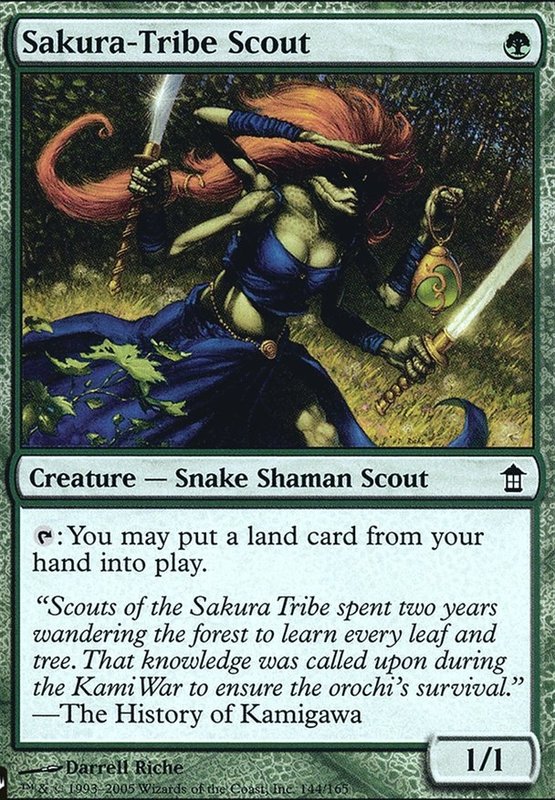 Sakura-Tribe Scout
Creature — Snake Shaman Scout
:You may put a land card from your
hand into play.
“Scouts of the Sakura Tribe spent two years
wandering the forest to learn every leaf and
tree. That knowledge was called upon during
the Kami War to ensure the orochi’s survival.”
—The History of Kamigawa
1/1
Darrell Riche
™ & © 1993–2005 Wizards of the Coast, Inc. 144/165